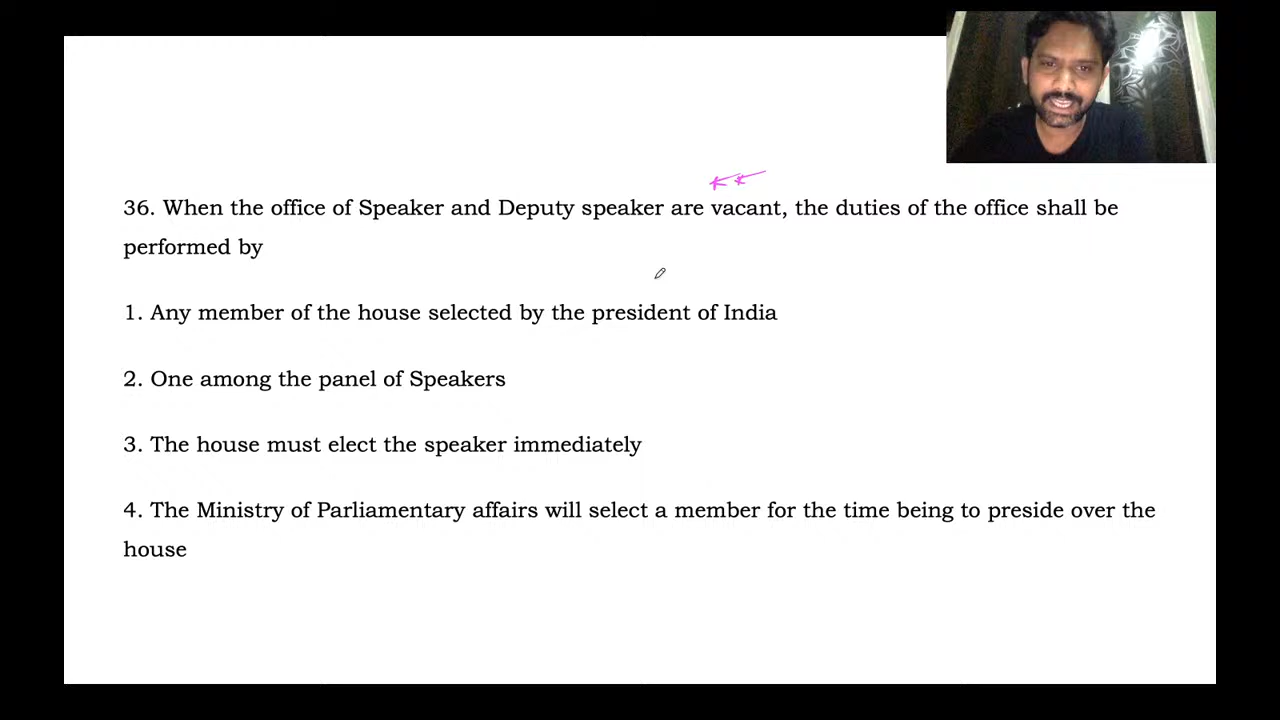 36. When the office of Speaker and Deputy speaker are vacant, the duties of the office shall be
performed by
1. Any member of the house selected by the president of India
2. One among the panel of Speakers
3. The house must elect the speaker immediately
4. The Ministry of Parliamentary affairs will select a member for the time being to preside over the
house